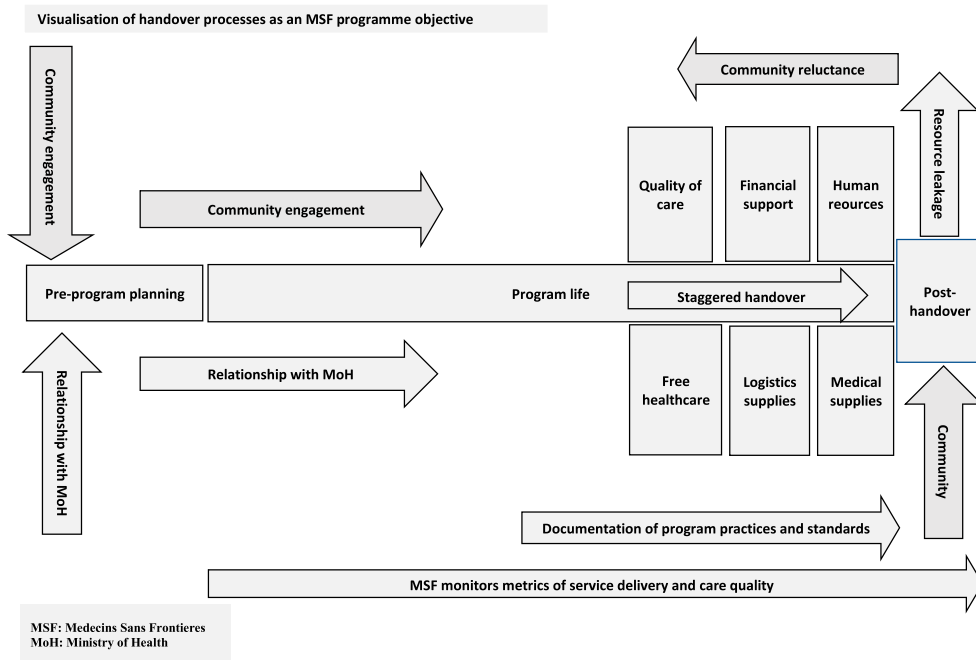 Visualisation of handover processes as an MSF programme objective
Community engagement
Community reluctance
Resource leakage
Quality of
care
Financial
support
Human
reources
Community engagement
Pre-program planning
Program life
Staggered handover
Post-
handover
Relationship with MoH
Relationship with MoH
Free
healthcare
Logistics
supplies
Medical
supplies
Community
Documentation of program practices and standards
MSF monitors metrics of service delivery and care quality
MSF: Medecins Sans Frontieres
MoH: Ministry of Health